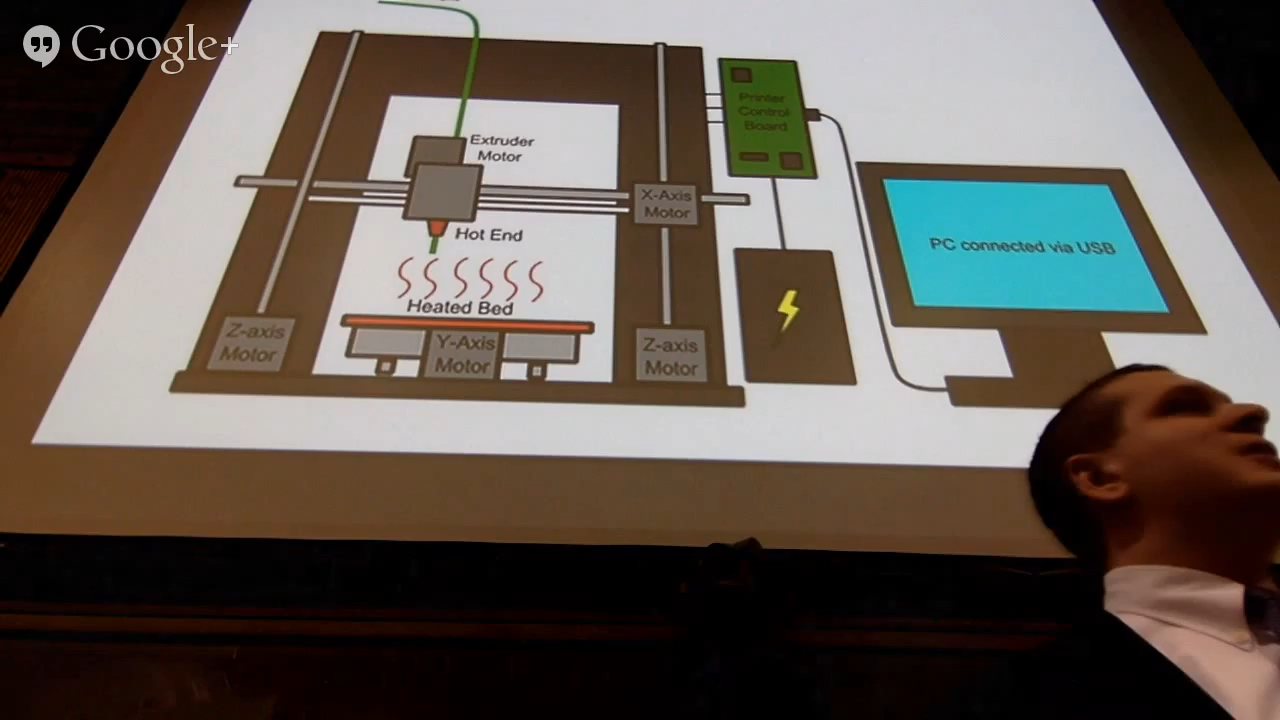 Google+
Printer
Control
Board
Extruder
Motor
X-Axis
Motor
Hot End
PC connected via USB
Heated Bed
Z-axis
Motor
Y-Axis
Motor
Z-axis
Motor